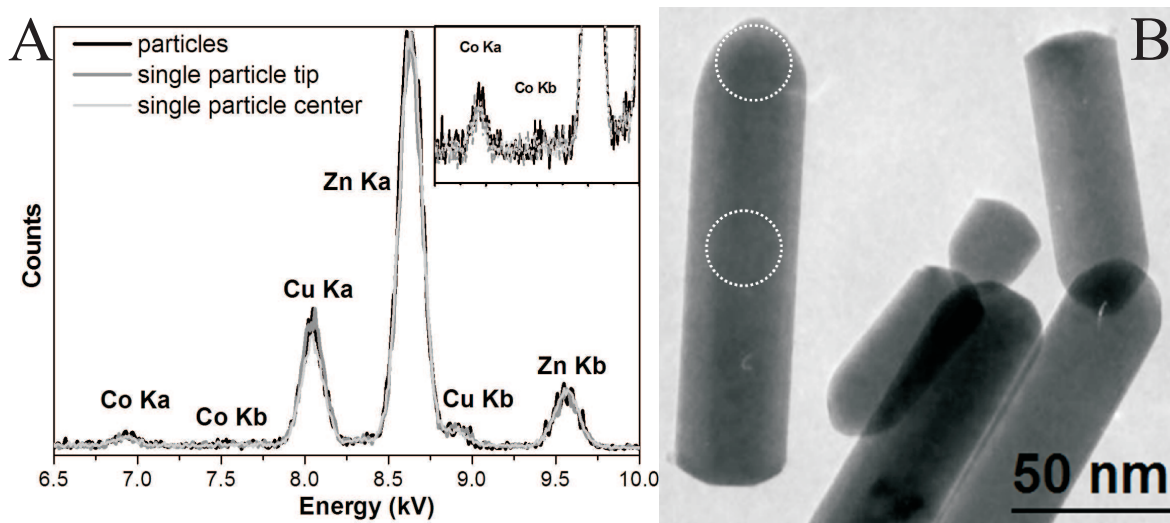 A
particles
single particle tip
single particle center
Co Ka
Co Kb
Zn Ka
Cu Ka
Co Ka
Co Kb
Cu Kb
Zn Kb
Counts
6.5 7.0 7.5 8.0 8.5 9.0 9.5 10.0
Energy (kV)
B
50 nm